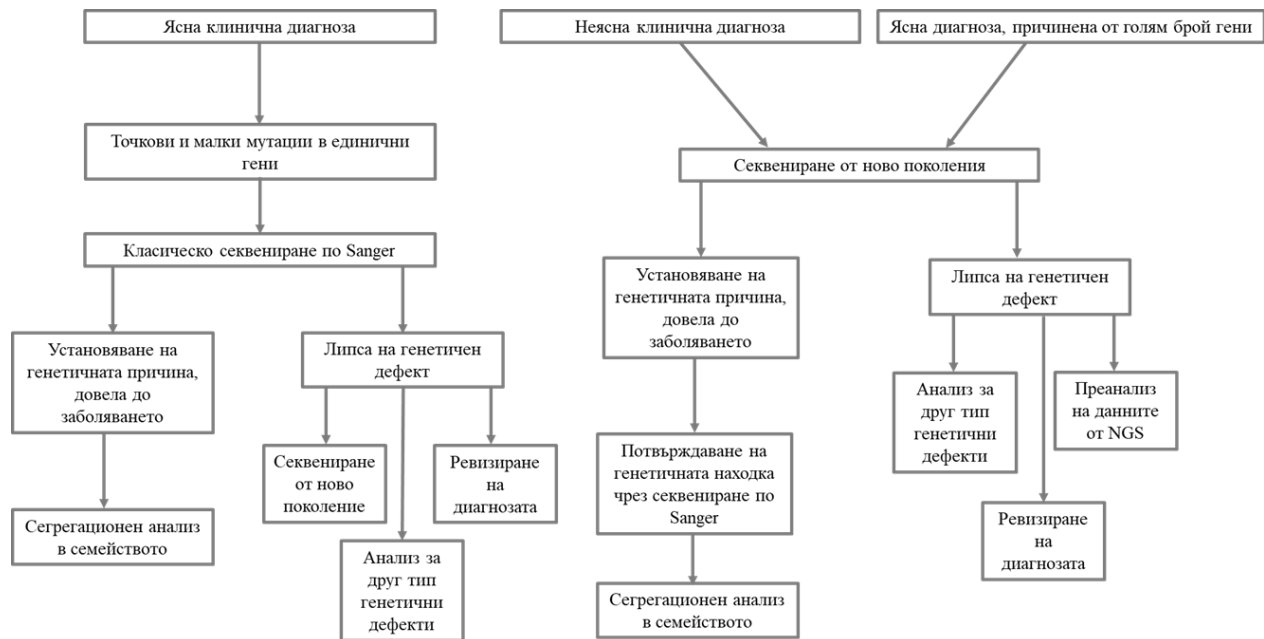 Ясна клинична диагноза
Точкови и малки мутации в единични
гени
Класическо секвениране по Sanger
Установяване на
генетичната причина,
довела до
заболяването
Сегрегационен анализ
в семейството
Липса на генетичен
дефект
Секвениране
от ново
поколение
Анализ за
друг тип
генетични
дефекти
Ревизиране
на
диагнозата
Неясна клинична диагноза
Ясна диагноза, причинена от голям брой гени
Секвениране от ново поколения
Установяване на
генетичната причина,
довела до
заболяването
Потвърждаване на
генетичната находка
чрез секвениране по
Sanger
Сегрегационен анализ
в семейството
Липса на генетичен
дефект
Анализ за
друг тип
генетични
дефекти
Ревизиране
на
диагнозата
Преанализ
на данните
от NGS